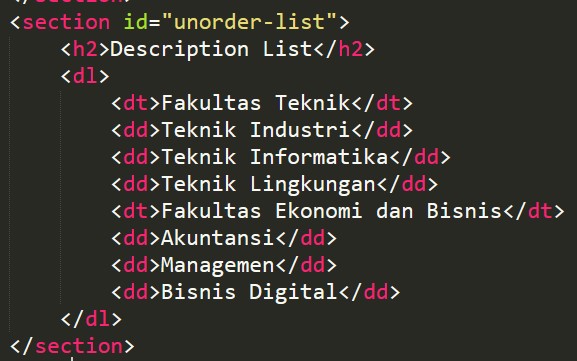 </section>
<section id="unorder-list">
    <h2>Description List</h2>
    <dl>
        <dt>Fakultas Teknik</dt>
        <dd>Teknik Industri</dd>
        <dd>Teknik Informatika</dd>
        <dd>Teknik Lingkungan</dd>
        <dt>Fakultas Ekonomi dan Bisnis</dt>
        <dd>Akuntansi</dd>
        <dd>Managemen</dd>
        <dd>Bisnis Digital</dd>
    </dl>
</section>